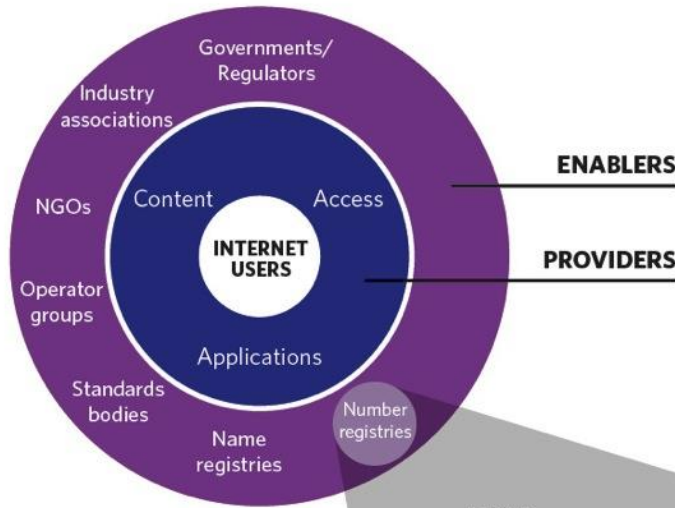 Governments/
Regulators
Industry
associations
ENABLERS
NGOs
Content
Access
INTERNET
USERS
PROVIDERS
Operator
groups
Applications
Standards
bodies
Name
registries
Number
registries